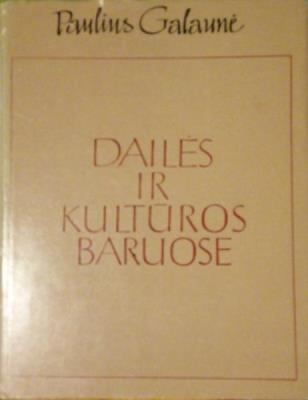 Paulius Galaunė
DAILĖS
IR
KULTŪROS
BARUOSE